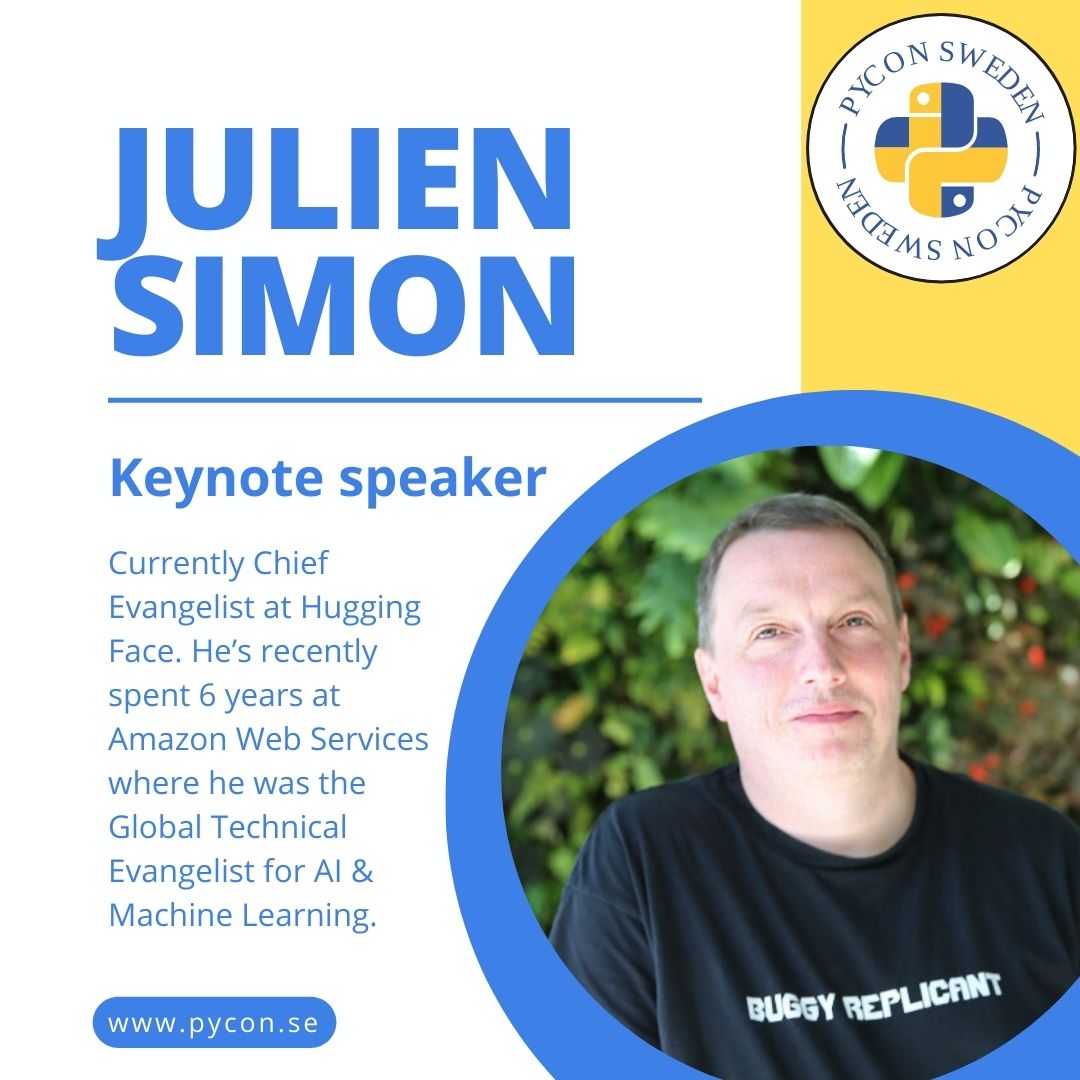 PYCON SWEDEN
PYCON SWEDEN
JULIEN
SIMON
Keynote speaker
Currently Chief
Evangelist at Hugging
Face. He’s recently
spent 6 years at
Amazon Web Services
where he was the
Global Technical
Evangelist for AI &
Machine Learning.
BUGGY REPLICANT
www.pycon.se